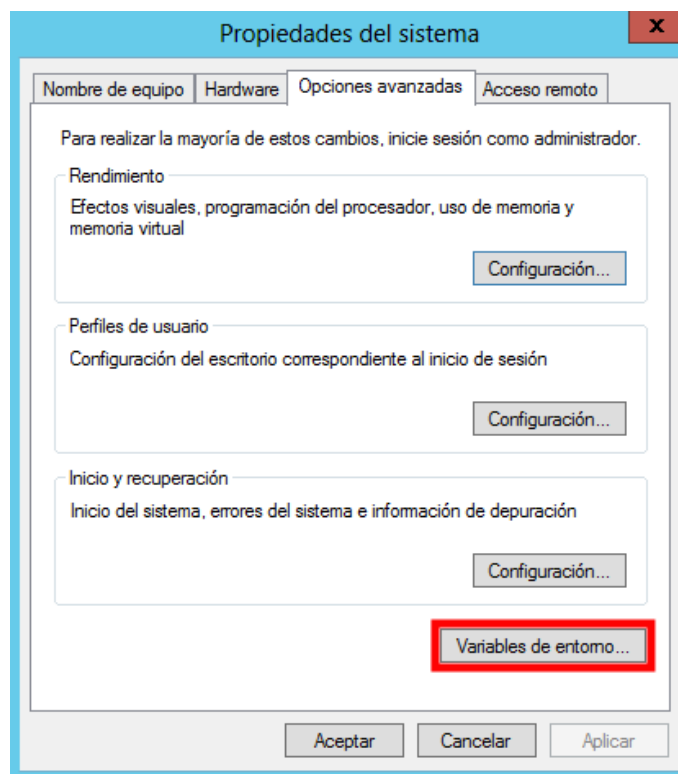 Propiedades del sistema
x
Nombre de equipo
Hardware
Opciones avanzadas
Acceso remoto
Para realizar la mayoría de estos cambios, inicie sesión como administrador.
Rendimiento
Efectos visuales, programación del procesador, uso de memoria y
memoria virtual
Configuración...
Perfiles de usuario
Configuración del escritorio correspondiente al inicio de sesión
Configuración...
Inicio y recuperación
Inicio del sistema, errores del sistema e información de depuración
Configuración...
Variables de entorno...
Aceptar
Cancelar
Aplicar